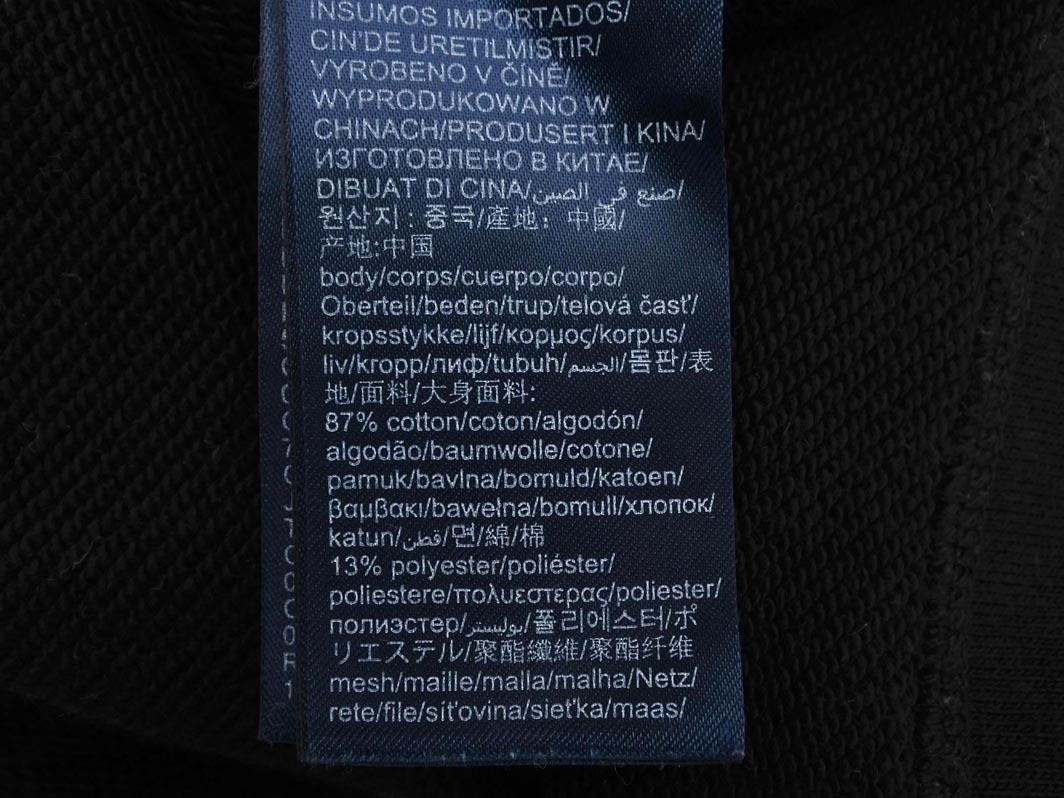 INSUMOS IMPORTADOS/
CIN'DE URETILMISTIR/
VYROBENO V ČÍNĚ/
WYPRODUKOWANO W
CHINACH/PRODUSERT I KINA/
ИЗГОТОВЛЕНО В КИТАЕ/
DIBUAT DI CINA/صنع في الصين/
원산지 : 중국/產地: 中國/
产地:中国
body/corps/cuerpo/corpo/
Oberteil/beden/trup/telová časť/
kropsstykke/lijf/κορμος/korpus/
liv/kropp/лиф/tubuh/الجسم/몸판/表
地/面料/大身面料:
87% cotton/coton/algodón/
algodão/baumwolle/cotone/
pamuk/bavlna/bomuld/katoen/
βαμβακι/bawełna/bomull/хлопок/
katun/قطن/면/綿/棉
13% polyester/poliéster/
poliestere/πολυεστερας/poliester/
полиэстер/بوليستر/폴리에스터/ポ
リエステル/聚酯纖維/聚酯纤维
mesh/maille/malla/malha/Netz/
rete/file/síťovina/sieťka/maas/